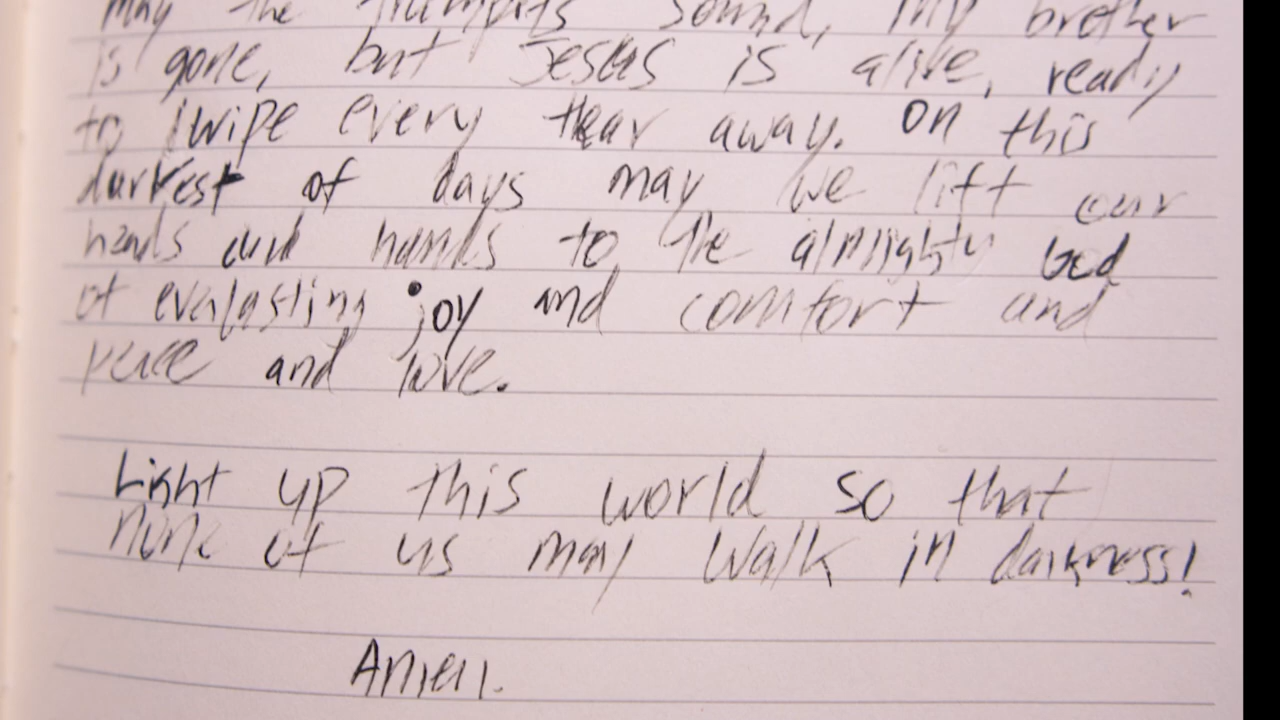 may the trumpets sound, my brother
is gone, but Jesus is alive, ready
to wipe every tear away. On this
darkest of days may we lift our
heads and hands to the almighty God
of everlasting joy and comfort and
peace and love.
Light up this world so that
none of us may walk in darkness!
Amen.